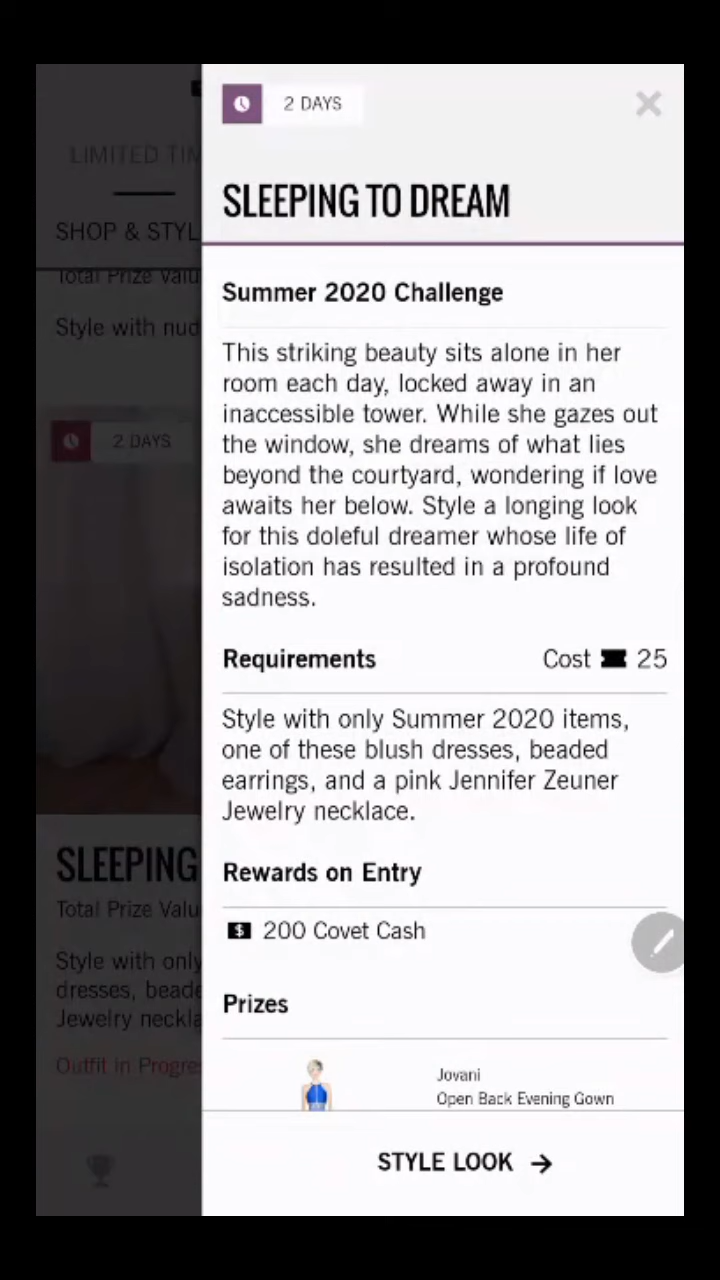 2 DAYS
SLEEPING TO DREAM
Summer 2020 Challenge
This striking beauty sits alone in her
room each day, locked away in an
inaccessible tower. While she gazes out
the window, she dreams of what lies
beyond the courtyard, wondering if love
awaits her below. Style a longing look
for this doleful dreamer whose life of
isolation has resulted in a profound
sadness.
Requirements Cost 25
Style with only Summer 2020 items,
one of these blush dresses, beaded
earrings, and a pink Jennifer Zeuner
Jewelry necklace.
Rewards on Entry
$ 200 Covet Cash
Prizes
Jovani
Open Back Evening Gown
STYLE LOOK →
LIMITED TIM
SHOP & STYL
Total Prize Valu
Style with nud
2 DAYS
SLEEPING
Total Prize Valu
Style with only
dresses, beade
Jewelry neckla
Outfit in Progre